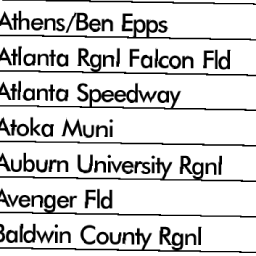 Athens/Ben Epps
Atlanta Rgnl Falcon Fld
Atlanta Speedway
Atoka Muni
Auburn University Rgnl
Avenger Fld
Baldwin County Rgnl